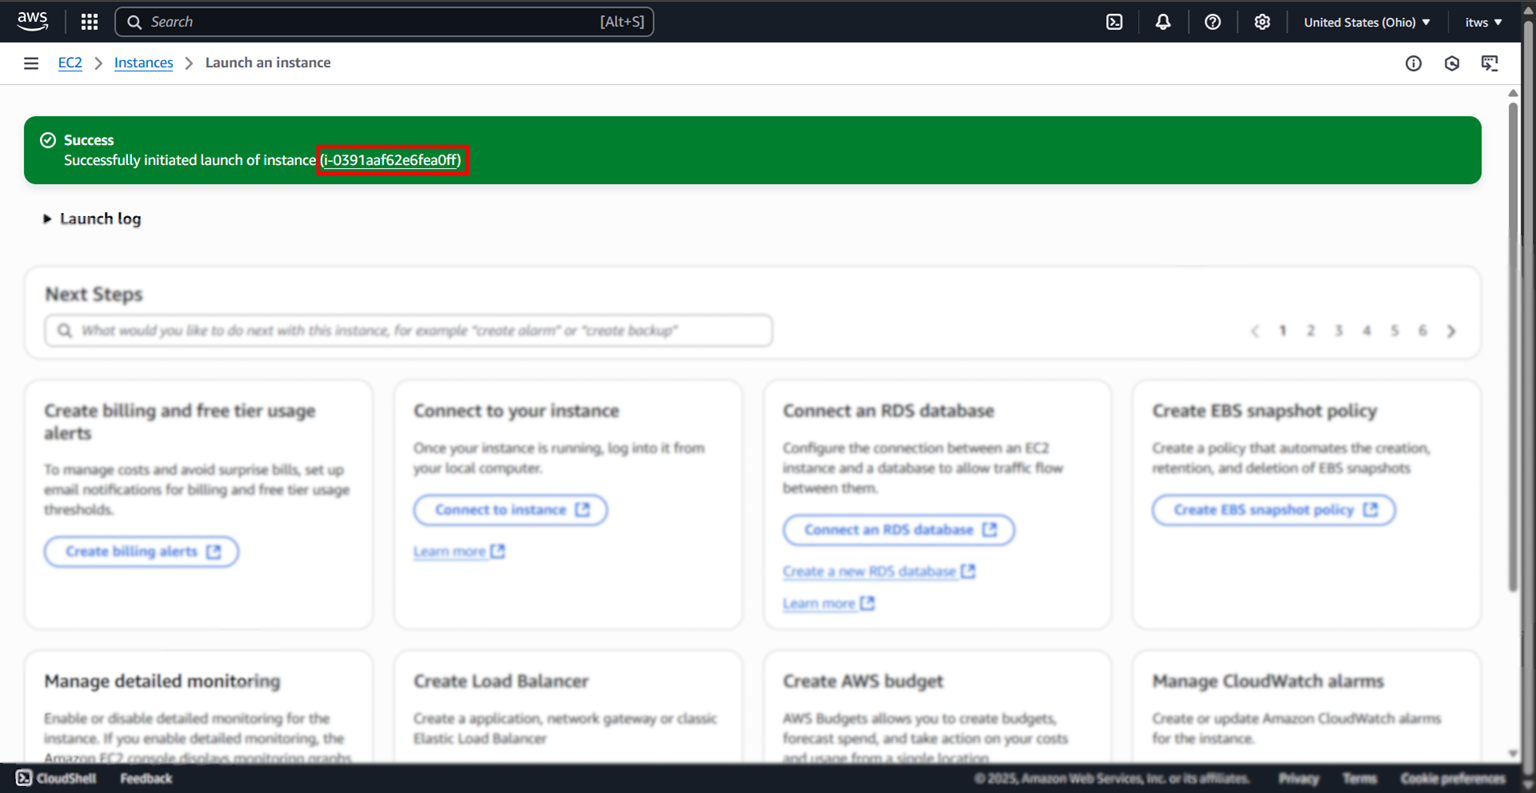 aws
Search [Alt+S]
United States (Ohio)
itws
EC2 Instances Launch an instance
Success
Successfully initiated launch of instance (i-0391aaf62e6fea0ff)
Launch log
Next Steps
What would you like to do next with this instance, for example "create alarm" or "create backup"
1 2 3 4 5 6
Create billing and free tier usage
alerts
To manage costs and avoid surprise bills, set up
email notifications for billing and free tier usage
thresholds.
Create billing alerts
Connect to your instance
Once your instance is running, log into it from
your local computer.
Connect to instance
Learn more
Connect an RDS database
Configure the connection between an EC2
instance and a database to allow traffic flow
between them.
Connect an RDS database
Create a new RDS database
Learn more
Create EBS snapshot policy
Create a policy that automates the creation,
retention, and deletion of EBS snapshots
Create EBS snapshot policy
Manage detailed monitoring
Enable or disable detailed monitoring for the
instance. If you enable detailed monitoring, the
Amazon EC2 console displays monitoring graphs
Create Load Balancer
Create a application, network gateway or classic
Elastic Load Balancer
Create AWS budget
AWS Budgets allows you to create budgets,
forecast spend, and take action on your costs
and usage from a single location
Manage CloudWatch alarms
Create or update Amazon CloudWatch alarms
for the instance.
CloudShell Feedback
© 2025, Amazon Web Services, Inc. or its affiliates. Privacy Terms Cookie preferences